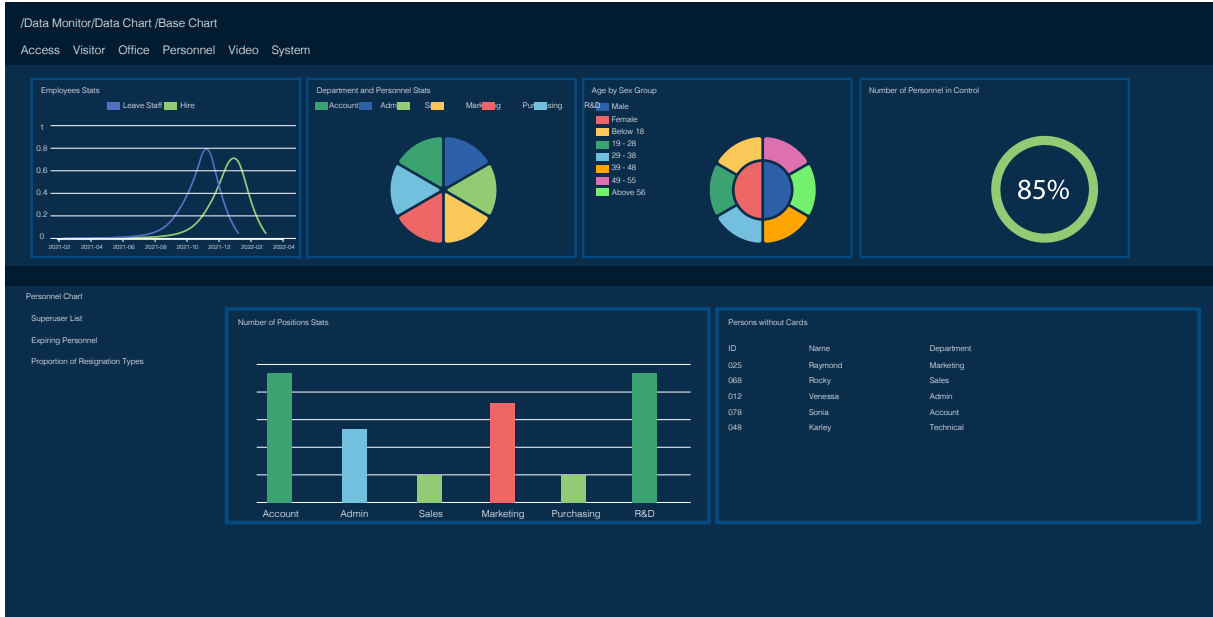 /Data Monitor/Data Chart /Base Chart
Access Visitor Office Personnel Video System
Employees Stats
Leave Staff Hire
1
0.8
0.6
0.4
0.2
0
2021-02 2021-04 2021-06 2021-08 2021-10 2021-12 2022-02 2022-04
Department and Personnel Stats
Account Adm Marketing Purchasing R&D
Age by Sex Group
Male
Female
Below 18
19 - 28
29 - 38
39 - 48
49 - 55
Above 56
Number of Personnel in Control
85%
Personnel Chart
Superuser List
Expiring Personnel
Proportion of Resignation Types
Number of Positions Stats
Account Admin Sales Marketing Purchasing R&D
Persons without Cards
ID Name Department
025 Raymond Marketing
068 Rocky Sales
012 Venessa Admin
078 Sonia Account
048 Karley Technical